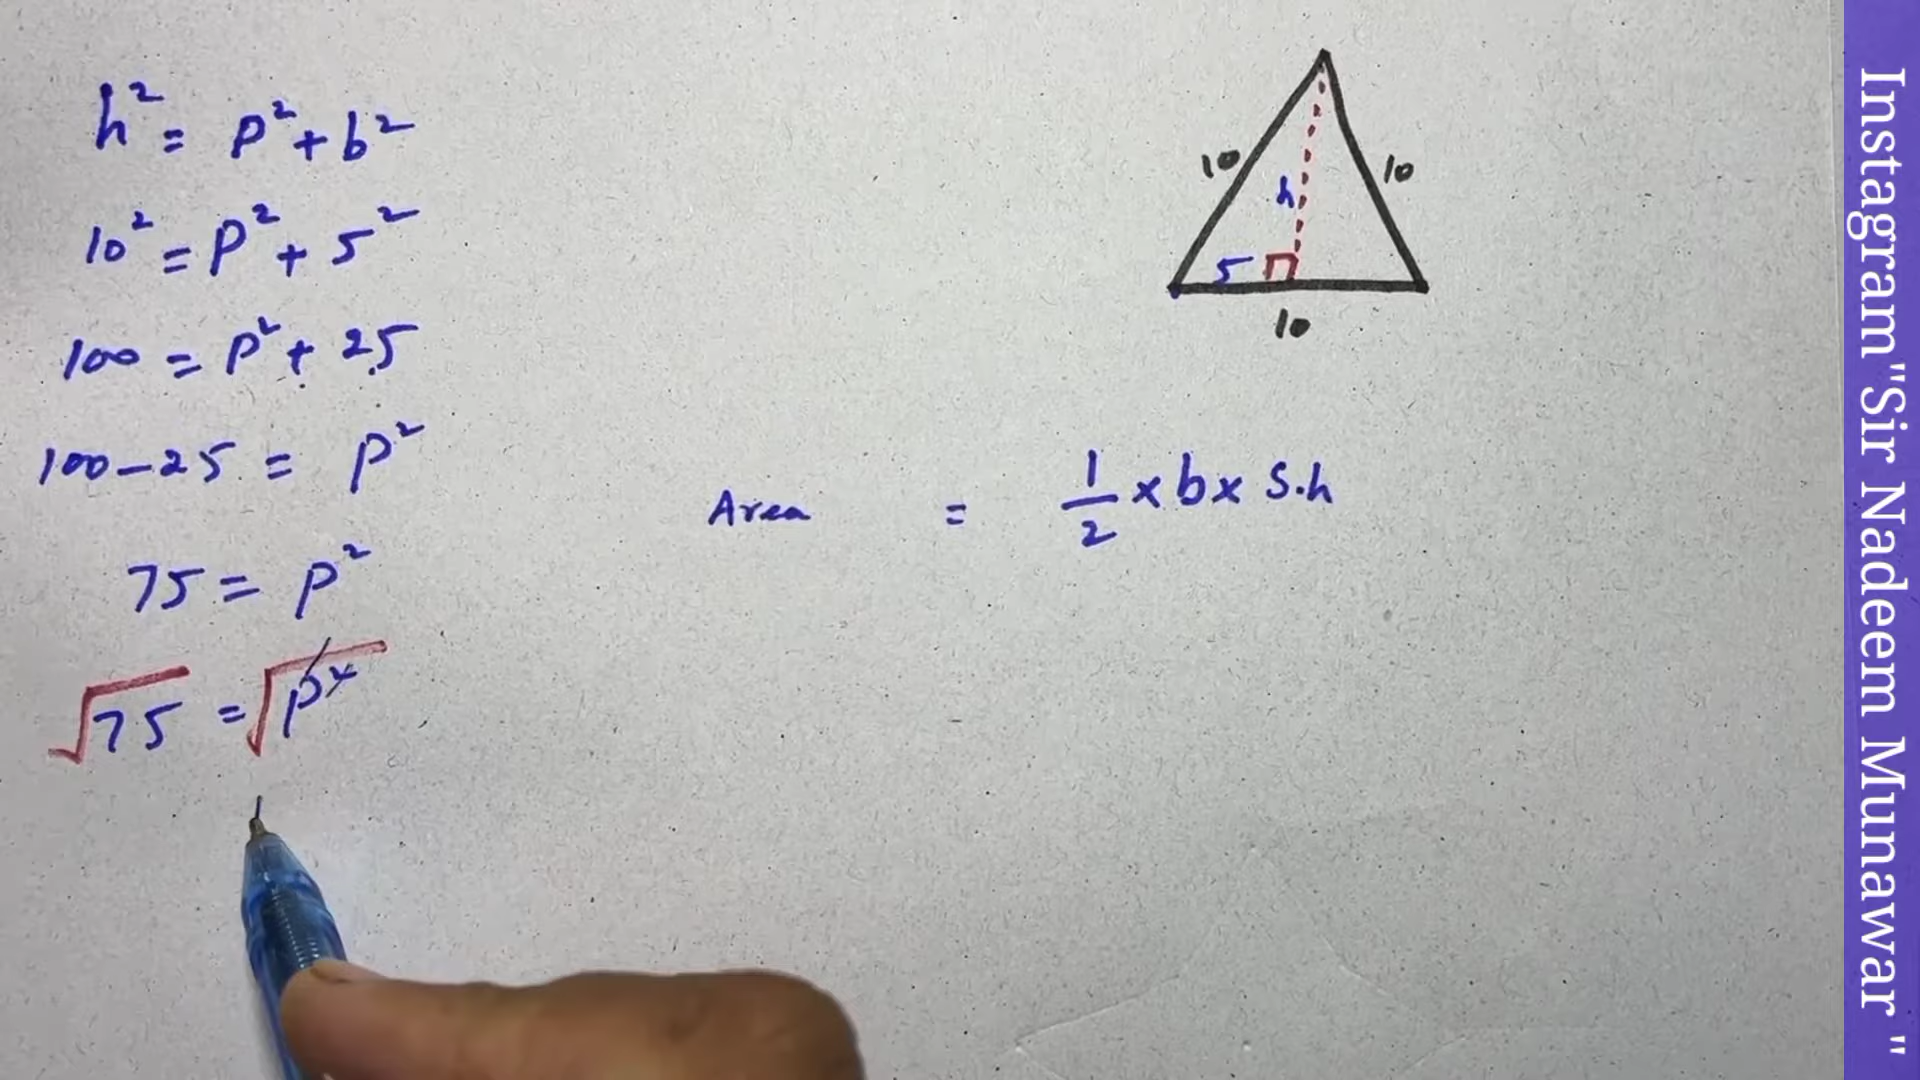 h² = p² + b²
10² = p² + 5²
100 = p² + 25
100 - 25 = p²
75 = p²
√75 = √p²
10
10
h
5
10
Area = 1/2 × b × S.h
Instagram"Sir Nadeem Munawar"